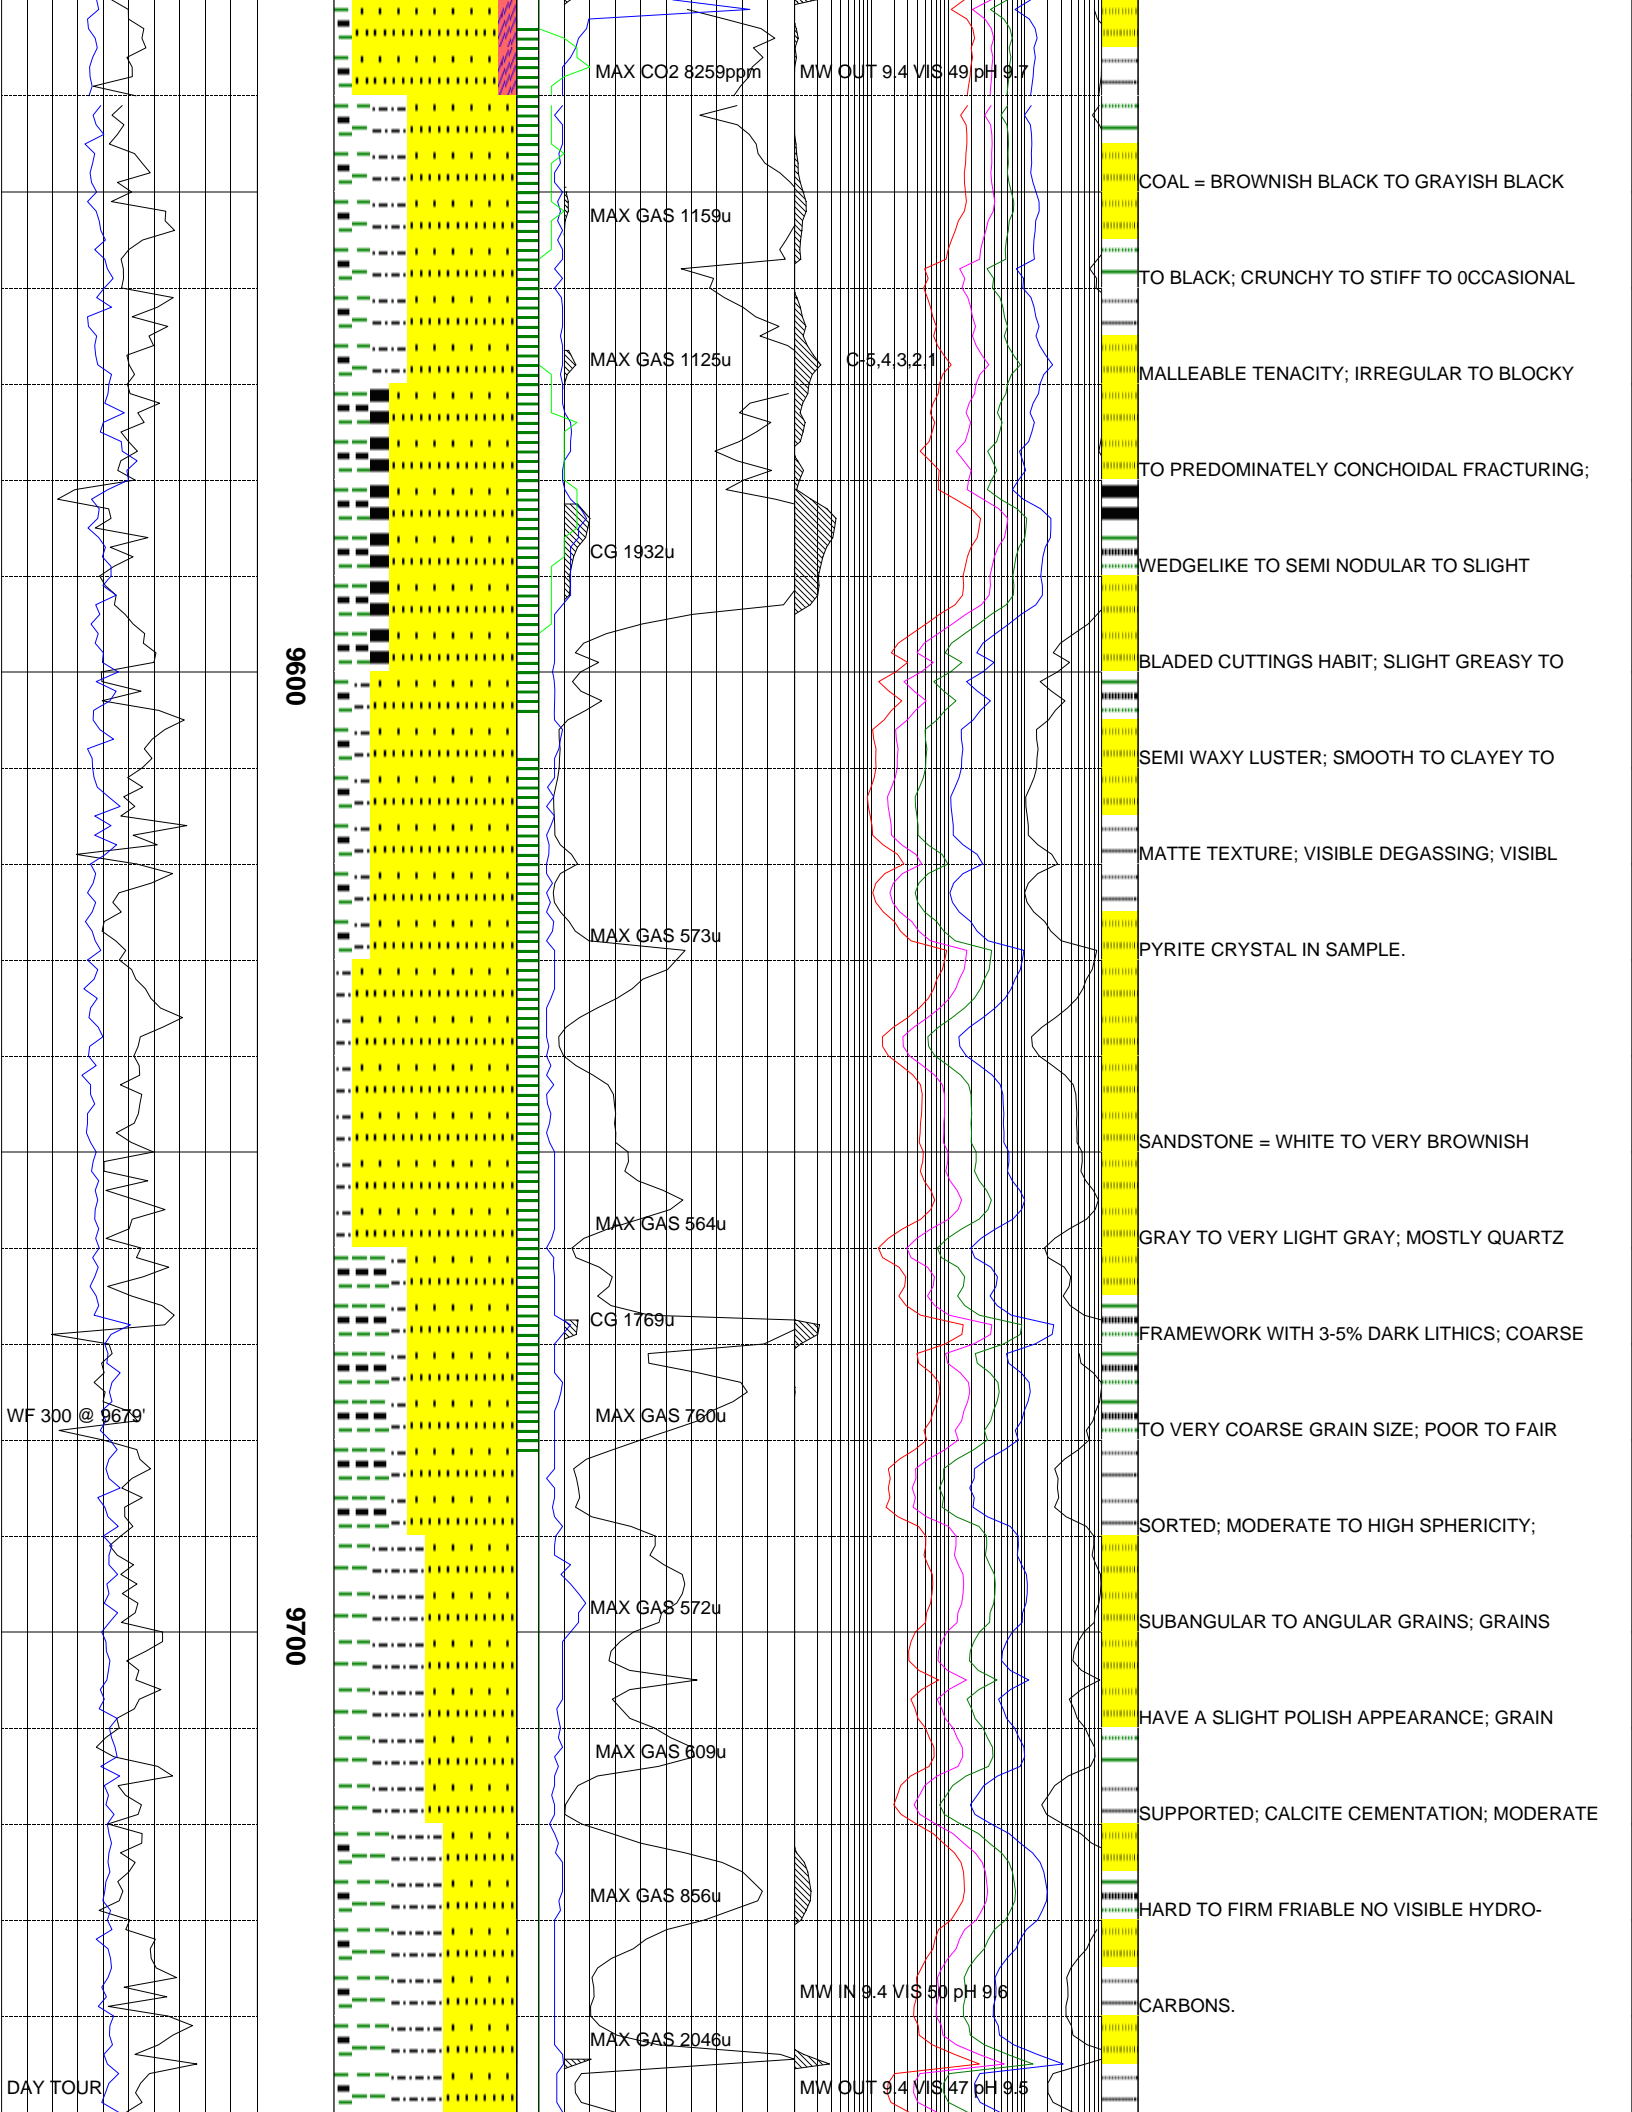 MAX CO2 8259ppm
MW OUT 9.4 VIS 49 pH 9.7
COAL = BROWNISH BLACK TO GRAYISH BLACK
MAX GAS 1159u
TO BLACK; CRUNCHY TO STIFF TO 0CCASIONAL
MAX GAS 1125u
C-5,4,3,2,1
MALLEABLE TENACITY; IRREGULAR TO BLOCKY
TO PREDOMINATELY CONCHOIDAL FRACTURING;
CG 1932u
WEDGELIKE TO SEMI NODULAR TO SLIGHT
9600
BLADED CUTTINGS HABIT; SLIGHT GREASY TO
SEMI WAXY LUSTER; SMOOTH TO CLAYEY TO
MATTE TEXTURE; VISIBLE DEGASSING; VISIBL
MAX GAS 573u
PYRITE CRYSTAL IN SAMPLE.
SANDSTONE = WHITE TO VERY BROWNISH
MAX GAS 564u
GRAY TO VERY LIGHT GRAY; MOSTLY QUARTZ
CG 1769u
FRAMEWORK WITH 3-5% DARK LITHICS; COARSE
WF 300 @ 9679'
MAX GAS 760u
TO VERY COARSE GRAIN SIZE; POOR TO FAIR
SORTED; MODERATE TO HIGH SPHERICITY;
9700
MAX GAS 572u
SUBANGULAR TO ANGULAR GRAINS; GRAINS
HAVE A SLIGHT POLISH APPEARANCE; GRAIN
MAX GAS 609u
SUPPORTED; CALCITE CEMENTATION; MODERATE
MAX GAS 856u
HARD TO FIRM FRIABLE NO VISIBLE HYDRO-
MW IN 9.4 VIS 50 pH 9.6
CARBONS.
MAX GAS 2046u
DAY TOUR
MW OUT 9.4 VIS 47 pH 9.5